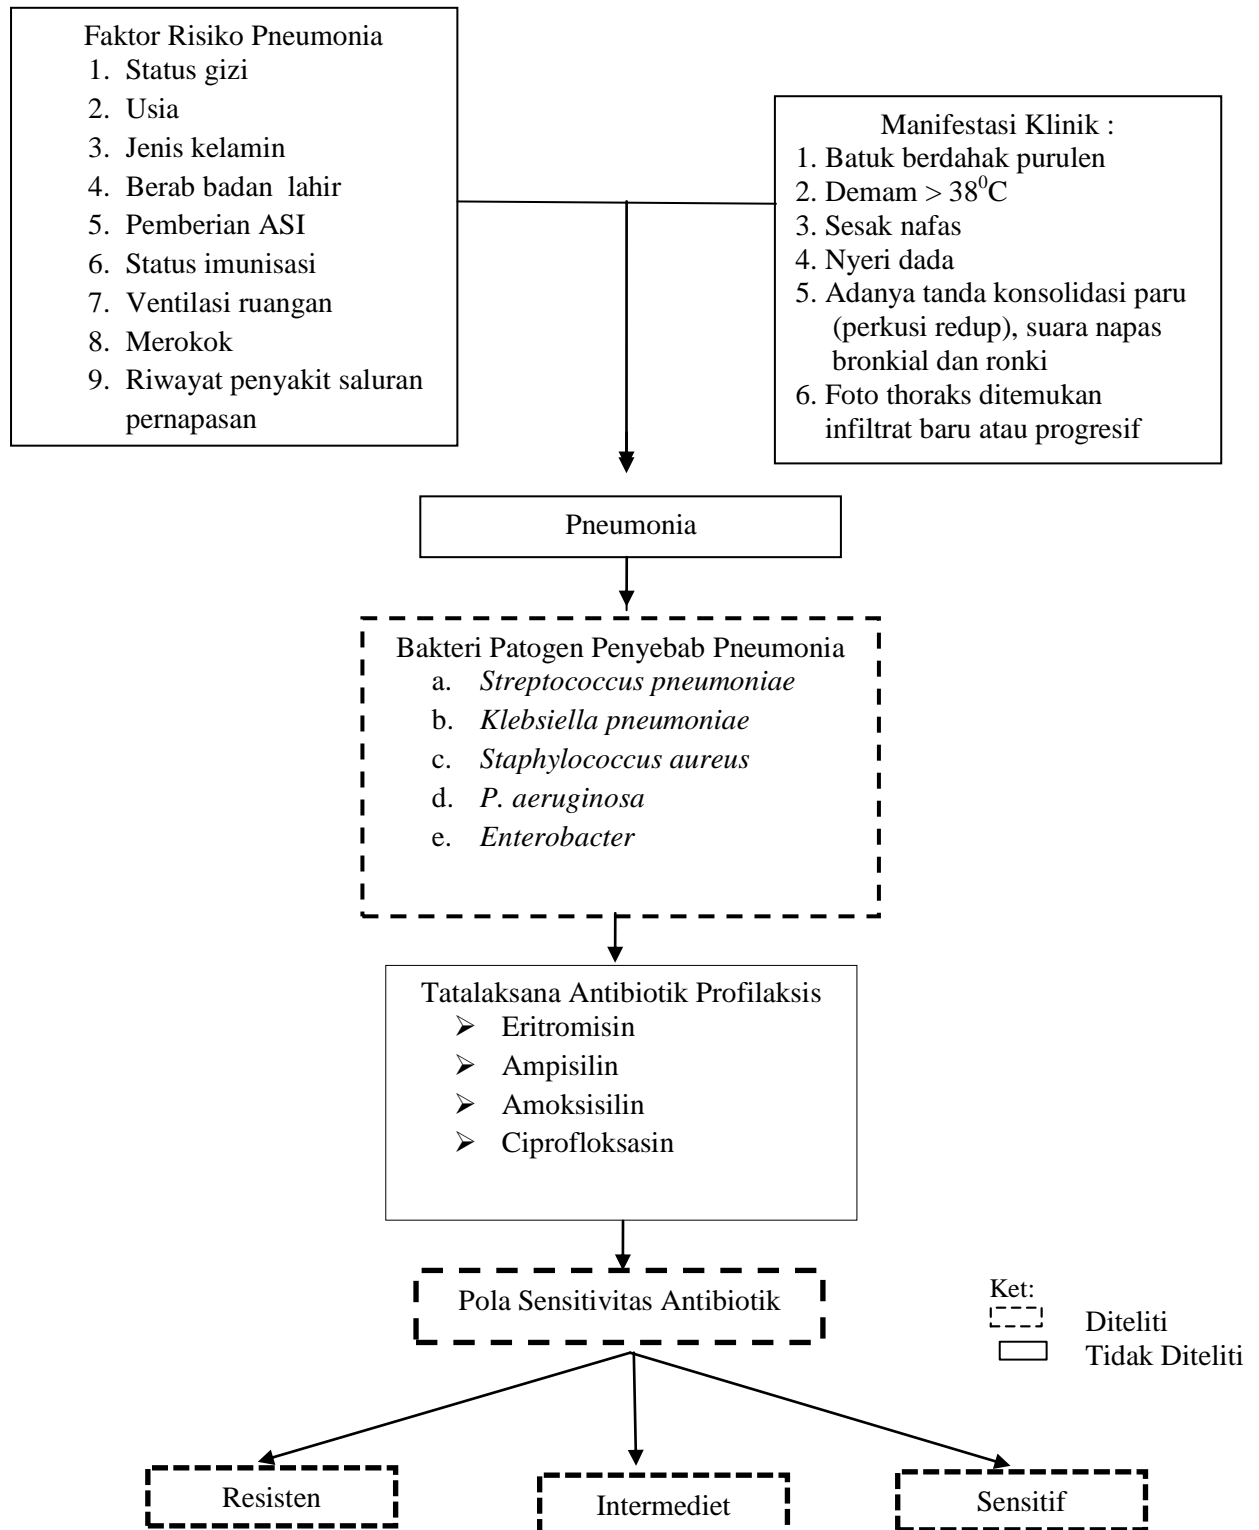 Faktor Risiko Pneumonia
1. Status gizi
2. Usia
3. Jenis kelamin
4. Berab badan lahir
5. Pemberian ASI
6. Status imunisasi
7. Ventilasi ruangan
8. Merokok
9. Riwayat penyakit saluran
pernapasan
Manifestasi Klinik :
1. Batuk berdahak purulen
2. Demam > 38⁰C
3. Sesak nafas
4. Nyeri dada
5. Adanya tanda konsolidasi paru
(perkusi redup), suara napas
bronkial dan ronki
6. Foto thoraks ditemukan
infiltrat baru atau progresif
Pneumonia
Bakteri Patogen Penyebab Pneumonia
a. Streptococcus pneumoniae
b. Klebsiella pneumoniae
c. Staphylococcus aureus
d. P. aeruginosa
e. Enterobacter
Tatalaksana Antibiotik Profilaksis
➢ Eritromisin
➢ Ampisilin
➢ Amoksisilin
➢ Ciprofloksasin
Pola Sensitivitas Antibiotik
Ket:
Diteliti
Tidak Diteliti
Resisten
Intermediet
Sensitif